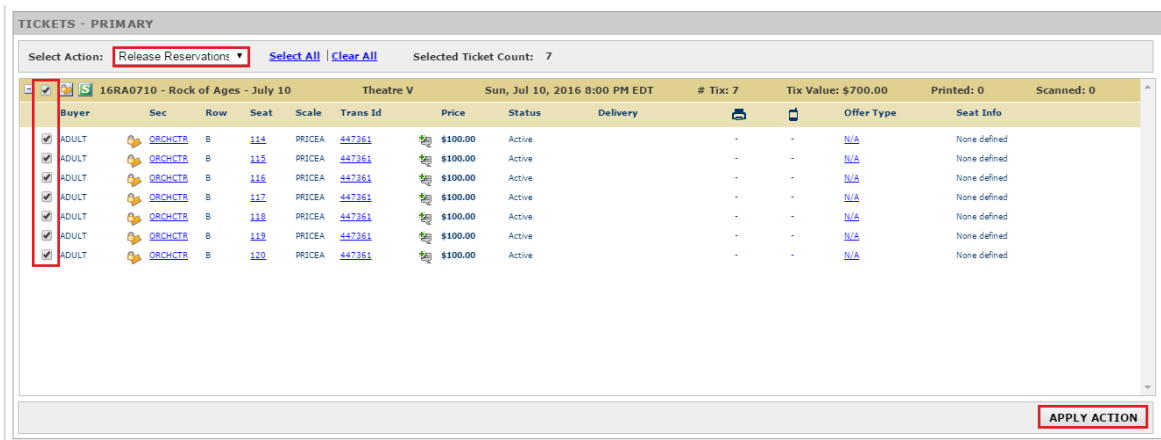 TICKETS - PRIMARY
Select Action: Release Reservations Select All | Clear All Selected Ticket Count: 7
S 16RA0710 - Rock of Ages - July 10 Theatre V Sun, Jul 10, 2016 8:00 PM EDT # Tix: 7 Tix Value: $700.00 Printed: 0 Scanned: 0
Buyer Sec Row Seat Scale Trans Id Price Status Delivery Offer Type Seat Info
ADULT ORCHCTR B 114 PRICEA 447361 $100.00 Active - - N/A None defined
ADULT ORCHCTR B 115 PRICEA 447361 $100.00 Active - - N/A None defined
ADULT ORCHCTR B 116 PRICEA 447361 $100.00 Active - - N/A None defined
ADULT ORCHCTR B 117 PRICEA 447361 $100.00 Active - - N/A None defined
ADULT ORCHCTR B 118 PRICEA 447361 $100.00 Active - - N/A None defined
ADULT ORCHCTR B 119 PRICEA 447361 $100.00 Active - - N/A None defined
ADULT ORCHCTR B 120 PRICEA 447361 $100.00 Active - - N/A None defined
APPLY ACTION